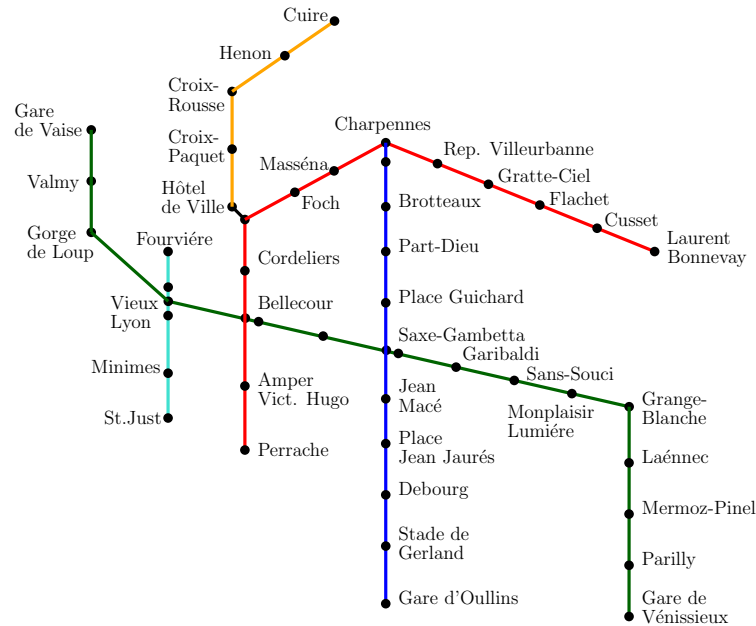 Cuire
Henon
Croix-
Rousse
Gare
de Vaise
Charpennes
Croix-
Paquet
Rep. Villeurbanne
Masséna
Valmy
Gratte-Ciel
Hôtel
de Ville
Foch
Brotteaux
Flachet
Cusset
Gorge
de Loup
Fourviére
Part-Dieu
Laurent
Bonnevay
Cordeliers
Vieux
Lyon
Bellecour
Place Guichard
Saxe-Gambetta
Garibaldi
Minimes
Sans-Souci
Amper
Vict. Hugo
Jean
Macé
Grange-
Blanche
St.Just
Monplaisir
Lumiére
Perrache
Place
Jean Jaurés
Laénnec
Debourg
Mermoz-Pinel
Stade de
Gerland
Parilly
Gare d'Oullins
Gare de
Vénissieux